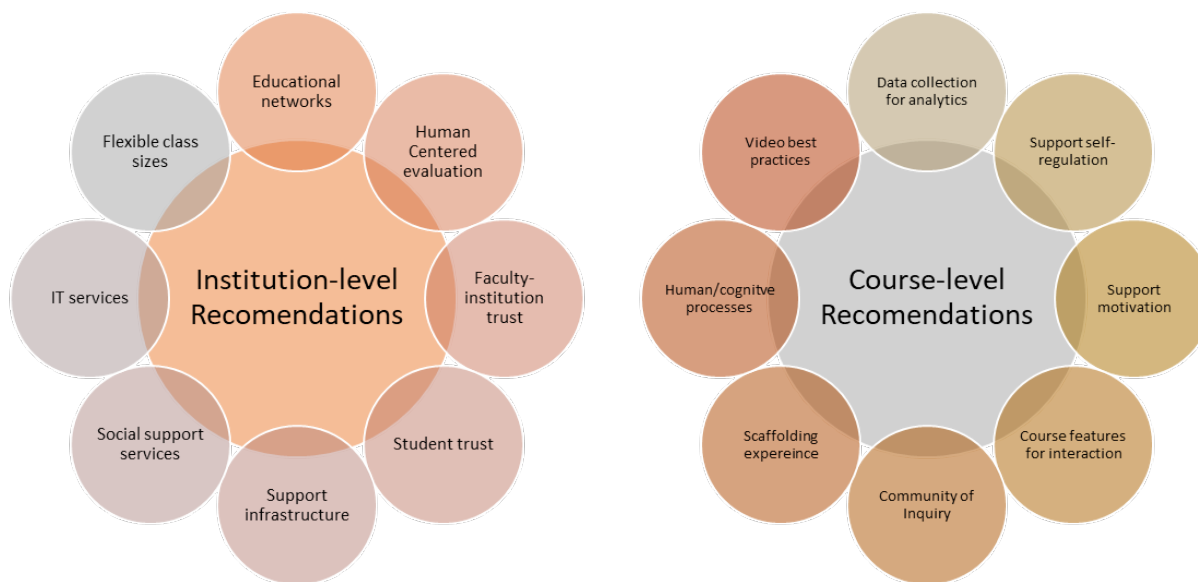 Educational
networks
Human
Centered
evaluation
Faculty-
institution
trust
Student trust
Support
infrastructure
Social support
services
IT services
Flexible class
sizes
Institution-level
Recomendations
Data collection
for analytics
Support self-
regulation
Support
motivation
Course features
for interaction
Community of
Inquiry
Scaffolding
expereince
Human/cognitve
processes
Video best
practices
Course-level
Recomendations